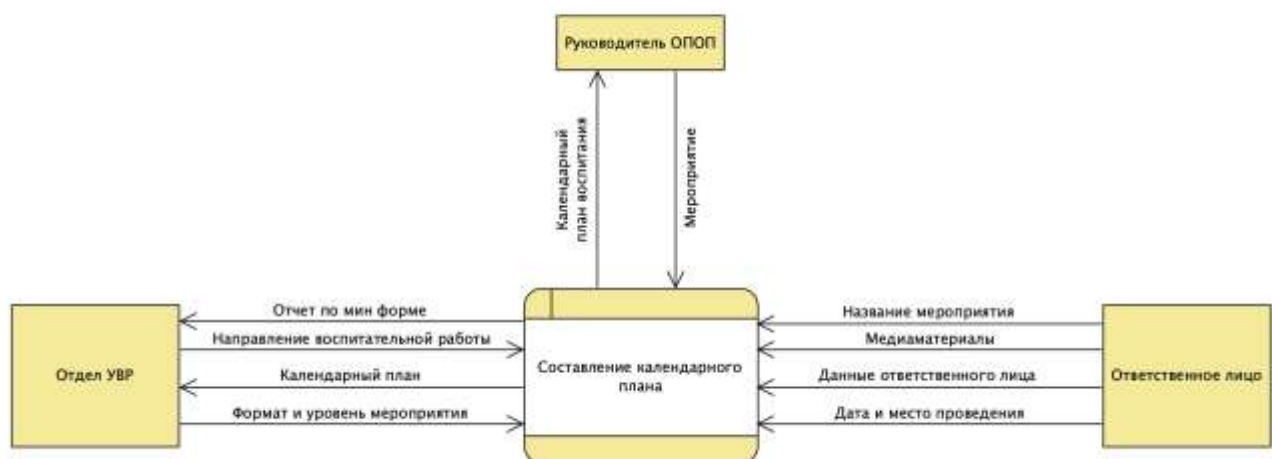 Руководитель ОПОП
Календарный
план воспитания
Мероприятие
Отчет по мин форме
Направление воспитательной работы
Отдел УВР
Календарный план
Формат и уровень мероприятия
Составление календарного
плана
Название мероприятия
Медиаматериалы
Данные ответственного лица
Ответственное лицо
Дата и место проведения